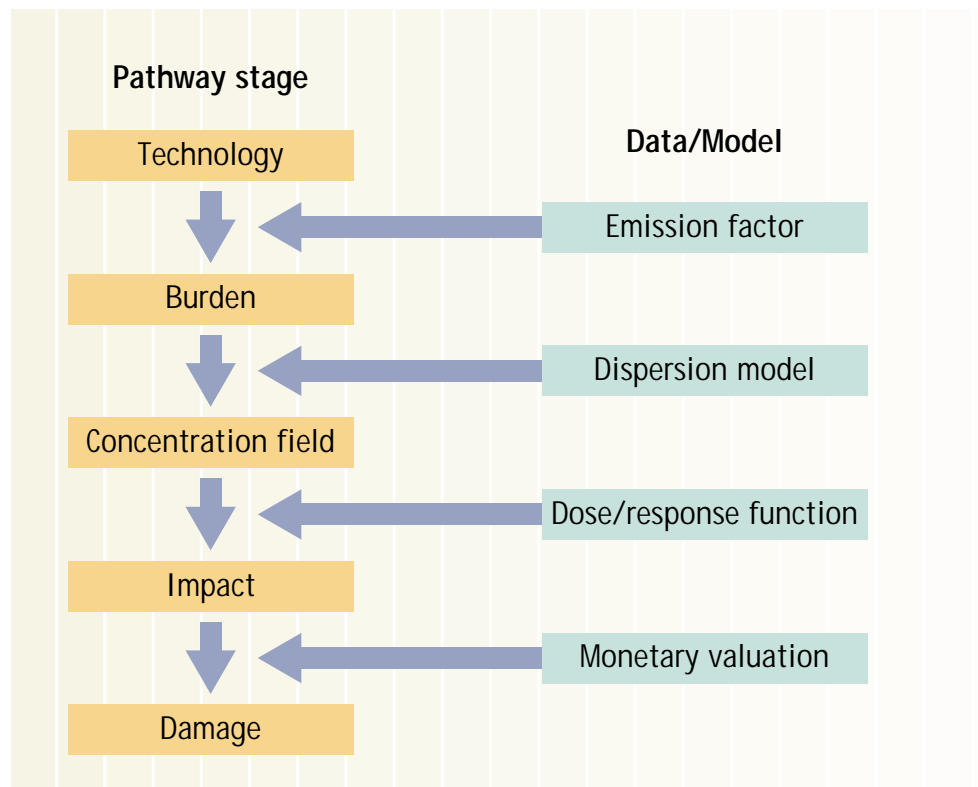 Pathway stage
Data/Model
Technology
Emission factor
Burden
Dispersion model
Concentration field
Dose/response function
Impact
Monetary valuation
Damage